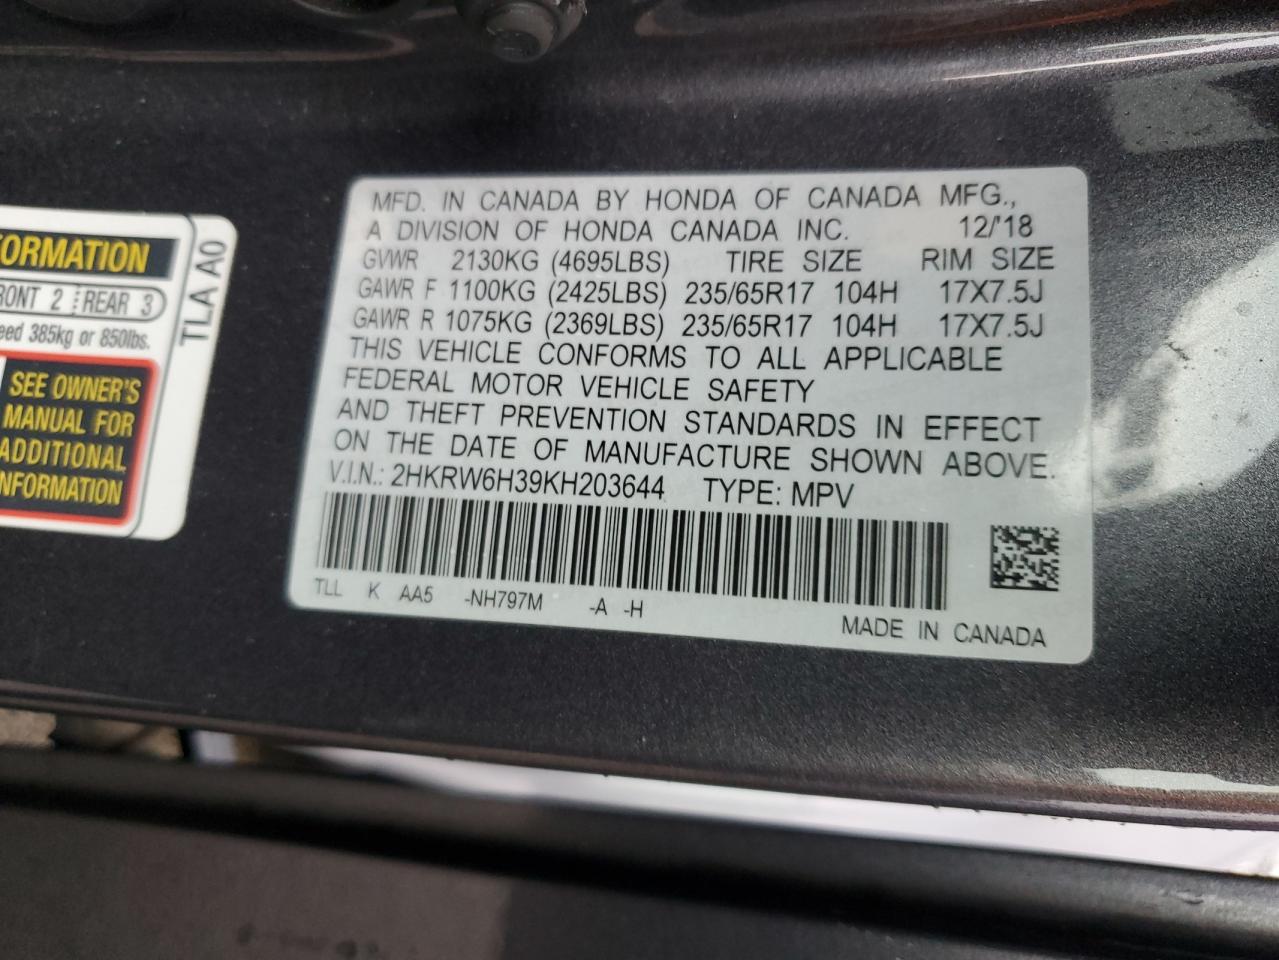 MFD. IN CANADA BY HONDA OF CANADA MFG.,
A DIVISION OF HONDA CANADA INC. 12/'18
GVWR 2130KG (4695LBS) TIRE SIZE RIM SIZE
GAWR F 1100KG (2425LBS) 235/65R17 104H 17X7.5J
GAWR R 1075KG (2369LBS) 235/65R17 104H 17X7.5J
THIS VEHICLE CONFORMS TO ALL APPLICABLE
FEDERAL MOTOR VEHICLE SAFETY
AND THEFT PREVENTION STANDARDS IN EFFECT
ON THE DATE OF MANUFACTURE SHOWN ABOVE.
V.I.N.: 2HKRW6H39KH203644 TYPE: MPV
TLL K AA5 -NH797M -A -H
MADE IN CANADA
FORMATION
RONT 2 REAR 3
eed 385kg or 850lbs.
TLA A0
SEE OWNER'S
MANUAL FOR
ADDITIONAL
NFORMATION